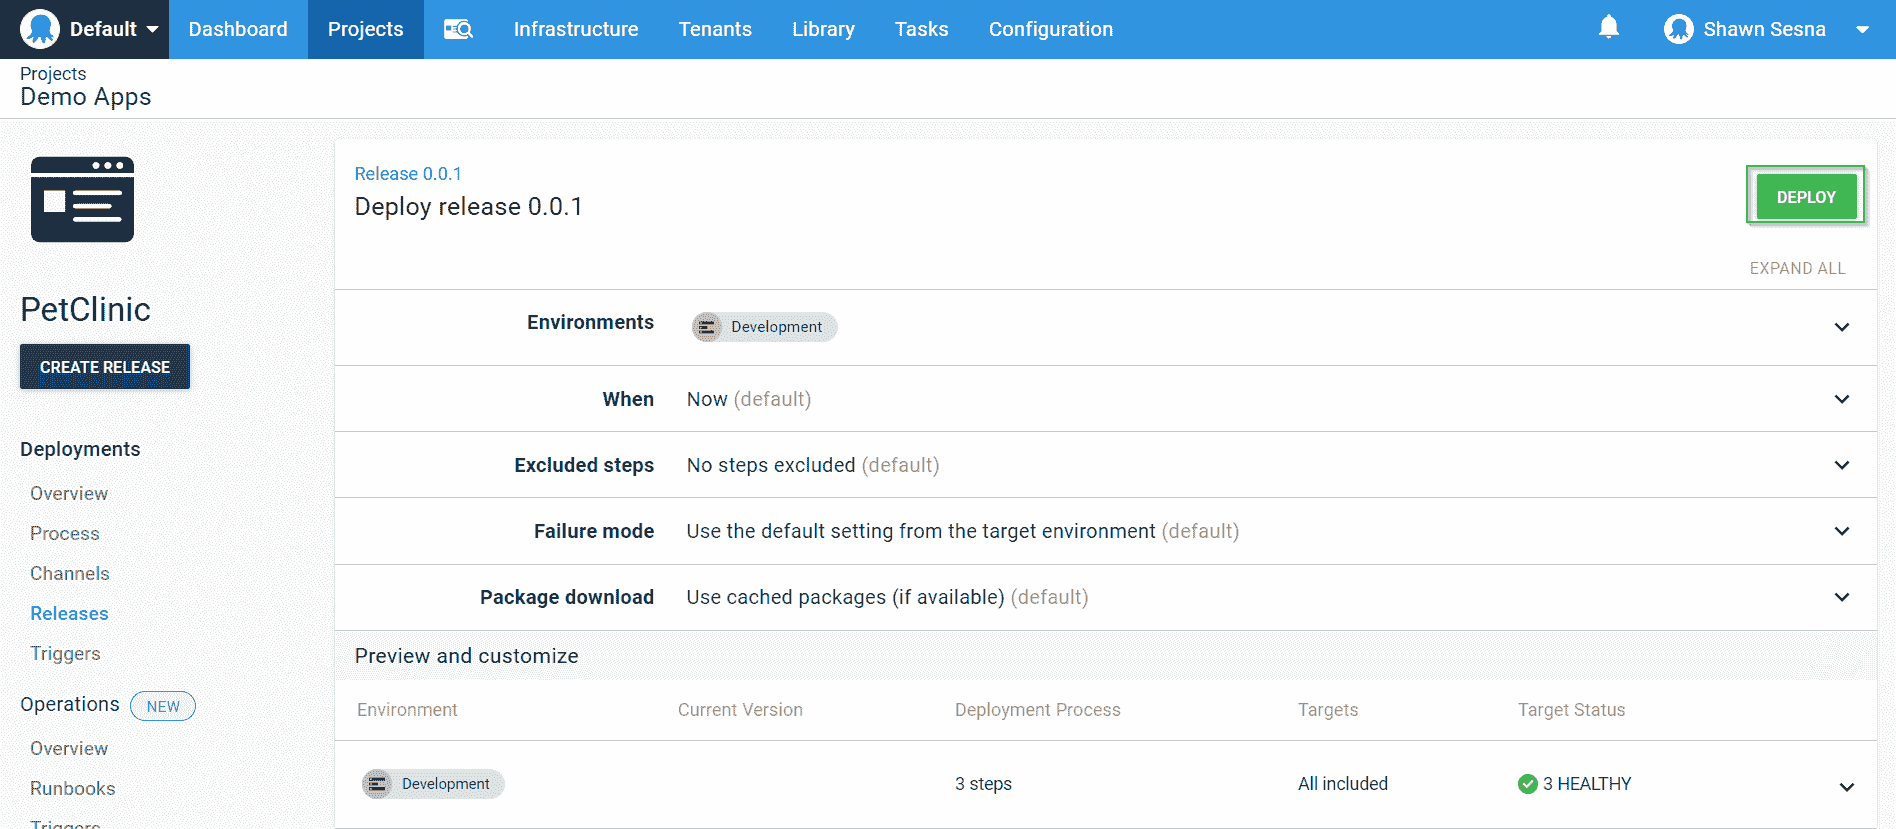 Default Dashboard Projects Infrastructure Tenants Library Tasks Configuration Shawn Sesna
Projects
Demo Apps
PetClinic
CREATE RELEASE
Deployments
Overview
Process
Channels
Releases
Triggers
Operations NEW
Overview
Runbooks
Triggers
Release 0.0.1
Deploy release 0.0.1
DEPLOY
EXPAND ALL
Environments Development
When Now (default)
Excluded steps No steps excluded (default)
Failure mode Use the default setting from the target environment (default)
Package download Use cached packages (if available) (default)
Preview and customize
Environment Current Version Deployment Process Targets Target Status
Development 3 steps All included 3 HEALTHY